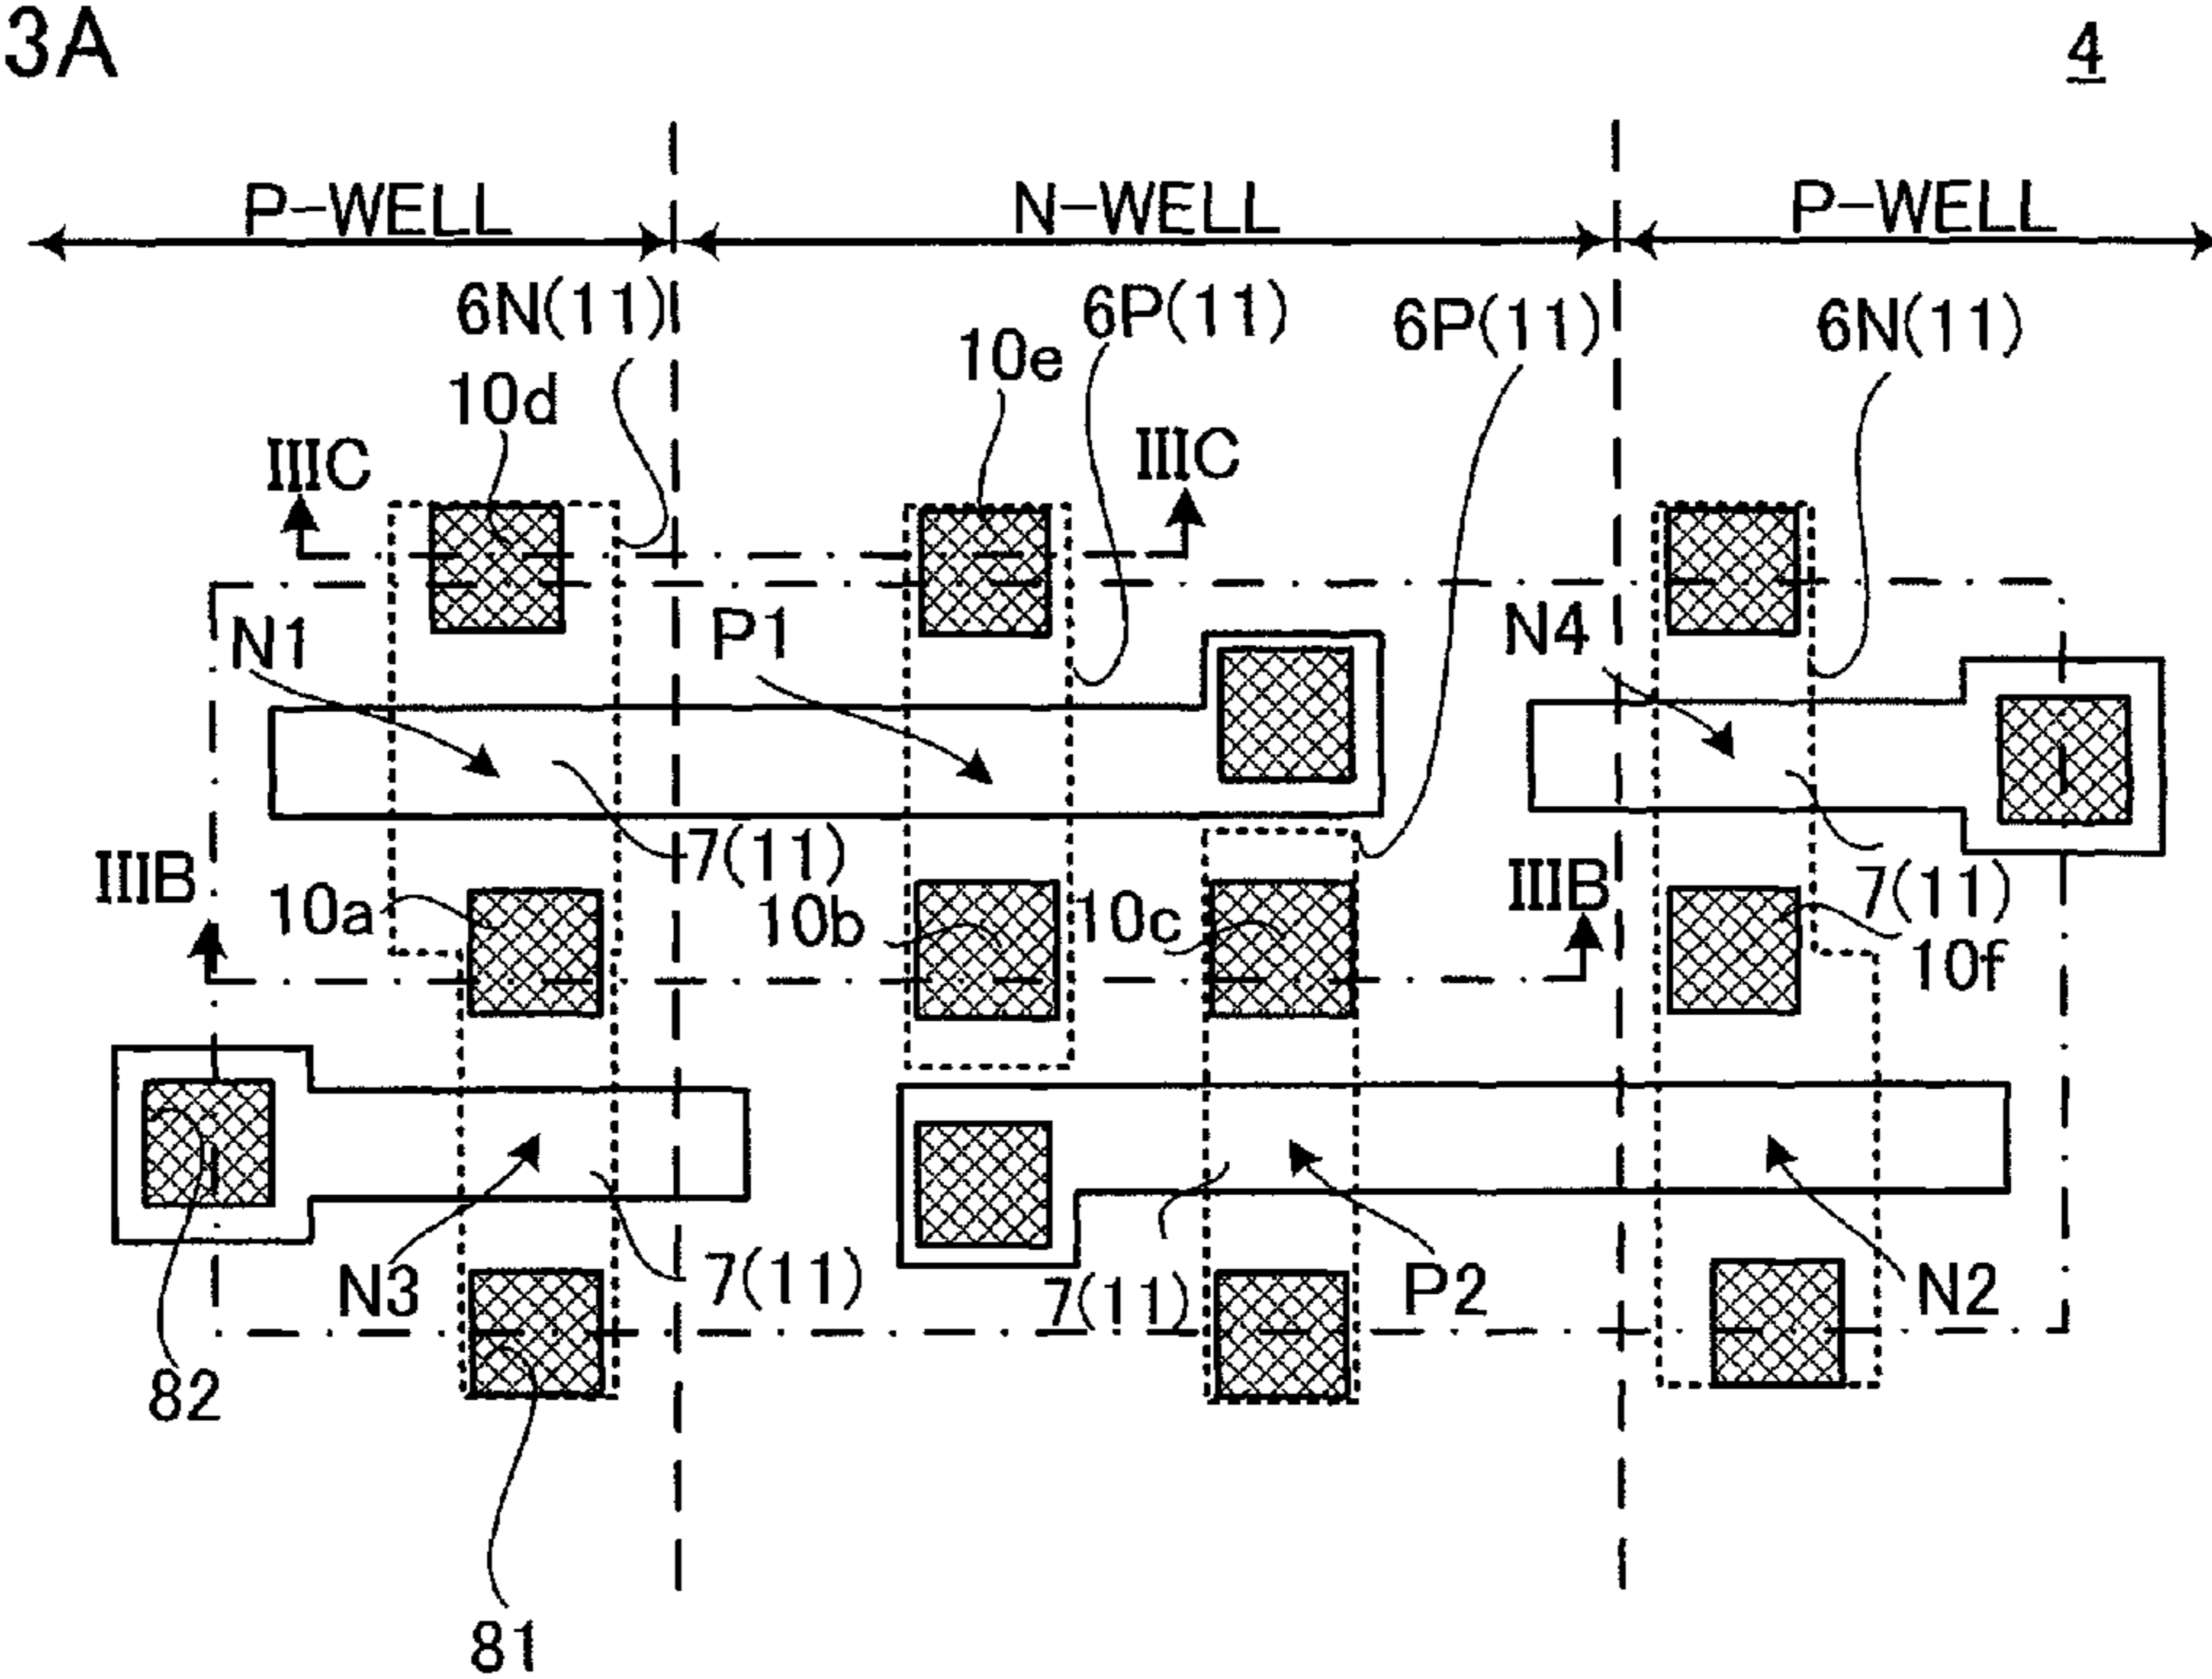 3A
4
P-WELL
N-WELL
P-WELL
6N(11)
6P(11)
6P(11)
6N(11)
10d
10e
IIIC
IIIC
N1
P1
N4
7(11)
IIIB
10a
10b
10c
IIIB
7(11)
10f
N3
7(11)
7(11)
P2
N2
82
81